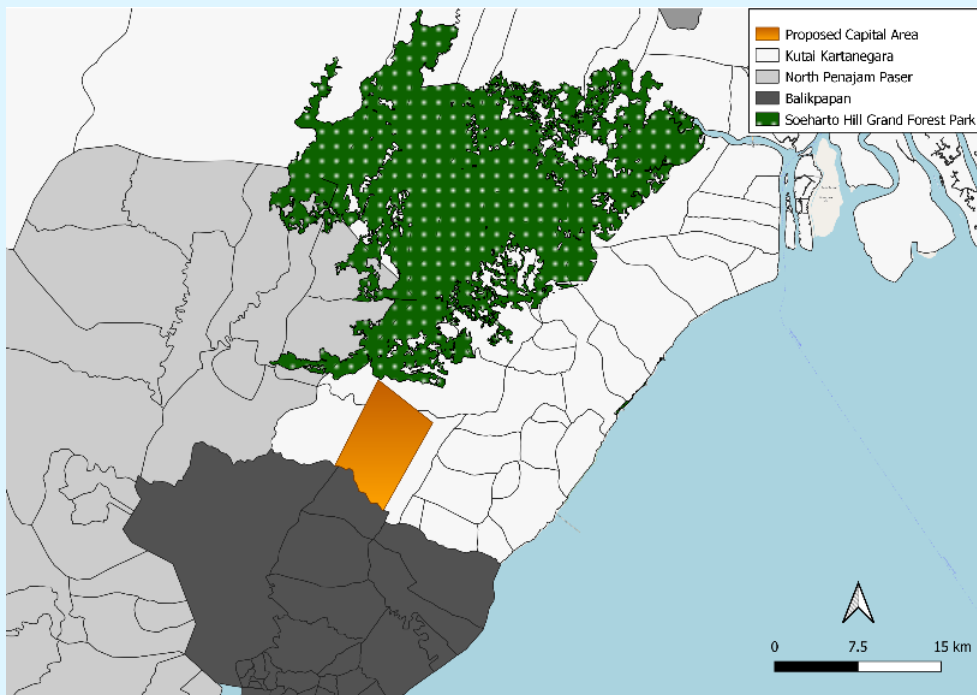 Proposed Capital Area
Kutai Kartanegara
North Penajam Paser
Balikpapan
Soeharto Hill Grand Forest Park
0 7.5 15 km